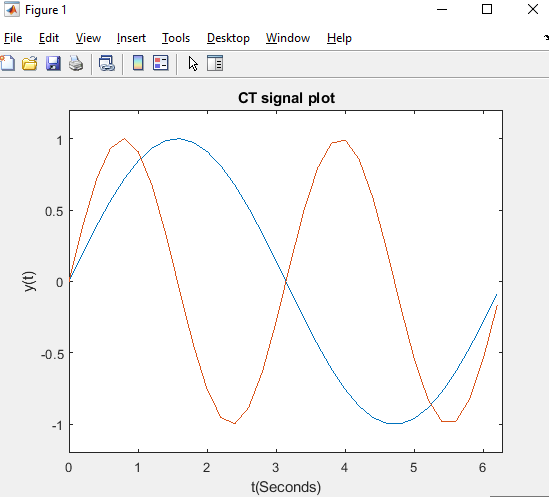 Figure 1
File Edit View Insert Tools Desktop Window Help
CT signal plot
1
0.5
0
-0.5
-1
y(t)
0 1 2 3 4 5 6
t(Seconds)